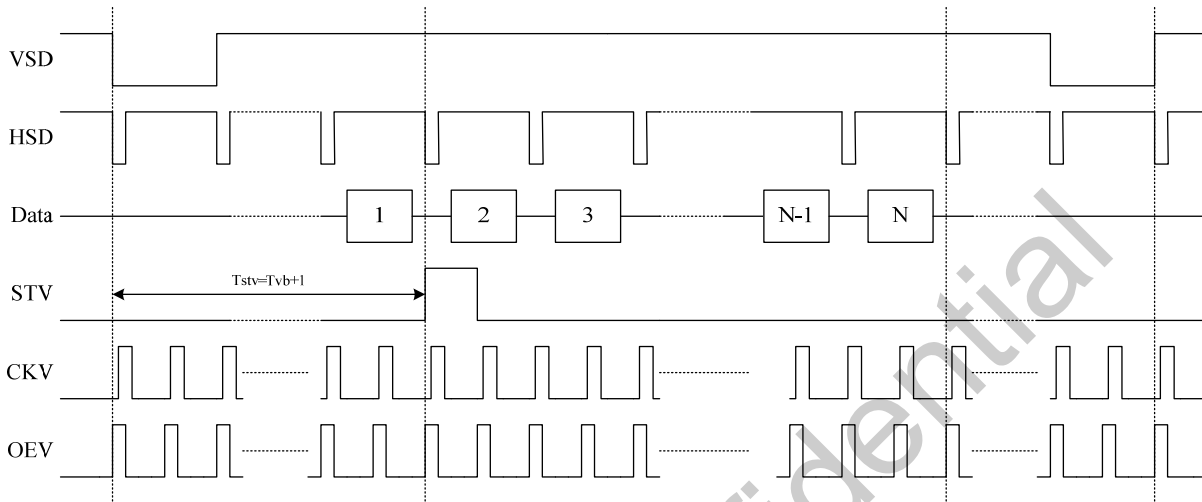 VSD
HSD
Data
1
2
3
N-1
N
STV
Tstv=Tvb+1
CKV
OEV